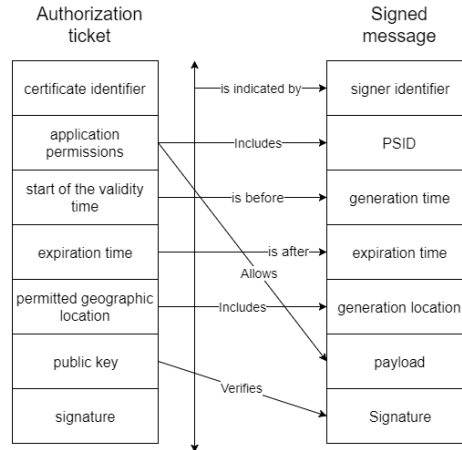 Authorization
ticket
Signed
message
certificate identifier
is indicated by
signer identifier
application
permissions
Includes
PSID
start of the validity
time
is before
generation time
expiration time
is after
expiration time
Allows
permitted geographic
location
Includes
generation location
public key
payload
Verifies
signature
Signature